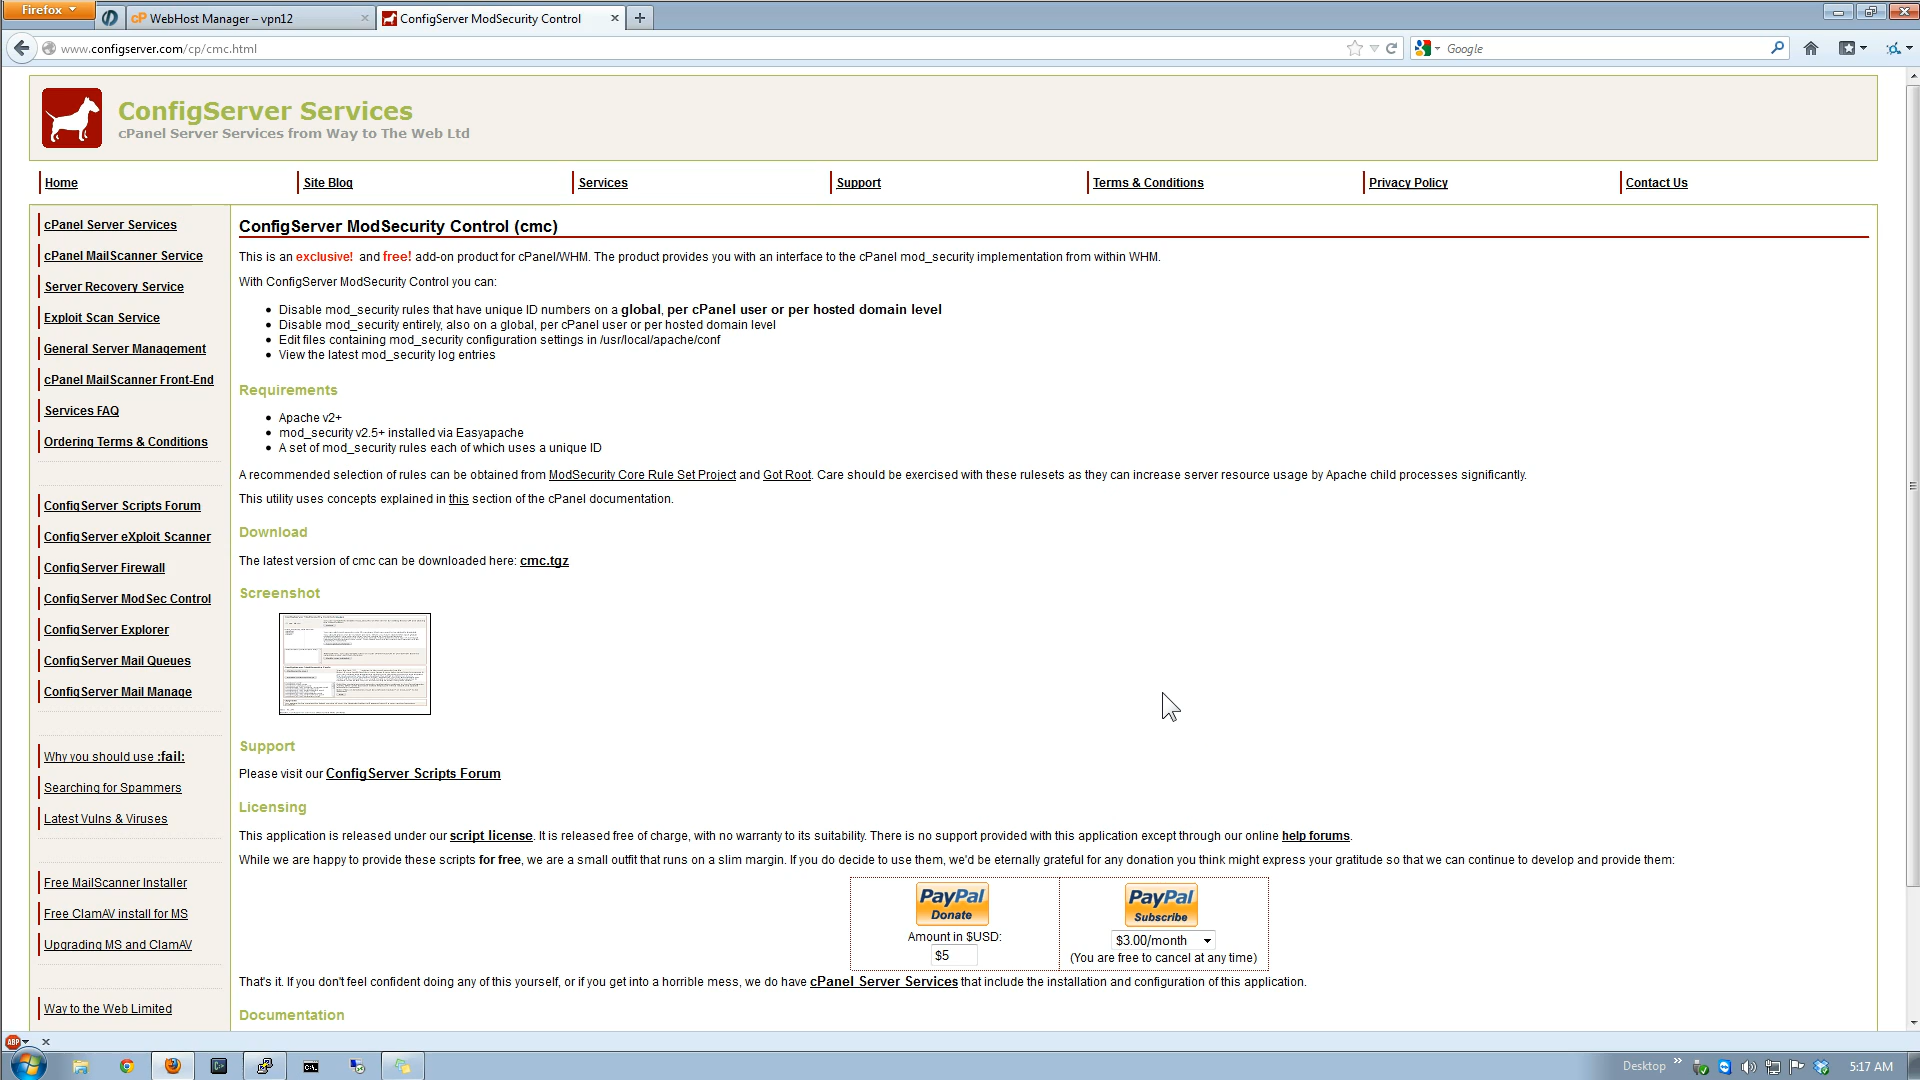 Firefox
WebHost Manager – vpn12
ConfigServer ModSecurity Control
www.configserver.com/cp/cmc.html
Google
ConfigServer Services
cPanel Server Services from Way to The Web Ltd
Home
Site Blog
Services
Support
Terms & Conditions
Privacy Policy
Contact Us
cPanel Server Services
cPanel MailScanner Service
Server Recovery Service
Exploit Scan Service
General Server Management
cPanel MailScanner Front-End
Services FAQ
Ordering Terms & Conditions
ConfigServer Scripts Forum
ConfigServer eXploit Scanner
ConfigServer Firewall
ConfigServer ModSec Control
ConfigServer Explorer
ConfigServer Mail Queues
ConfigServer Mail Manage
Why you should use :fail:
Searching for Spammers
Latest Vulns & Viruses
Free MailScanner Installer
Free ClamAV install for MS
Upgrading MS and ClamAV
Way to the Web Limited
ConfigServer ModSecurity Control (cmc)
This is an exclusive! and free! add-on product for cPanel/WHM. The product provides you with an interface to the cPanel mod_security implementation from within WHM.
With ConfigServer ModSecurity Control you can:
Disable mod_security rules that have unique ID numbers on a global, per cPanel user or per hosted domain level
Disable mod_security entirely, also on a global, per cPanel user or per hosted domain level
Edit files containing mod_security configuration settings in /usr/local/apache/conf
View the latest mod_security log entries
Requirements
Apache v2+
mod_security v2.5+ installed via Easyapache
A set of mod_security rules each of which uses a unique ID
A recommended selection of rules can be obtained from ModSecurity Core Rule Set Project and Got Root. Care should be exercised with these rulesets as they can increase server resource usage by Apache child processes significantly.
This utility uses concepts explained in this section of the cPanel documentation.
Download
The latest version of cmc can be downloaded here: cmc.tgz
Screenshot
Support
Please visit our ConfigServer Scripts Forum
Licensing
This application is released under our script license. It is released free of charge, with no warranty to its suitability. There is no support provided with this application except through our online help forums.
While we are happy to provide these scripts for free, we are a small outfit that runs on a slim margin. If you do decide to use them, we'd be eternally grateful for any donation you think might express your gratitude so that we can continue to develop and provide them:
PayPal
Donate
Amount in $USD:
$5
PayPal
Subscribe
$3.00/month
(You are free to cancel at any time)
That's it. If you don't feel confident doing any of this yourself, or if you get into a horrible mess, we do have cPanel Server Services that include the installation and configuration of this application.
Documentation
ABP
Desktop
5:17 AM